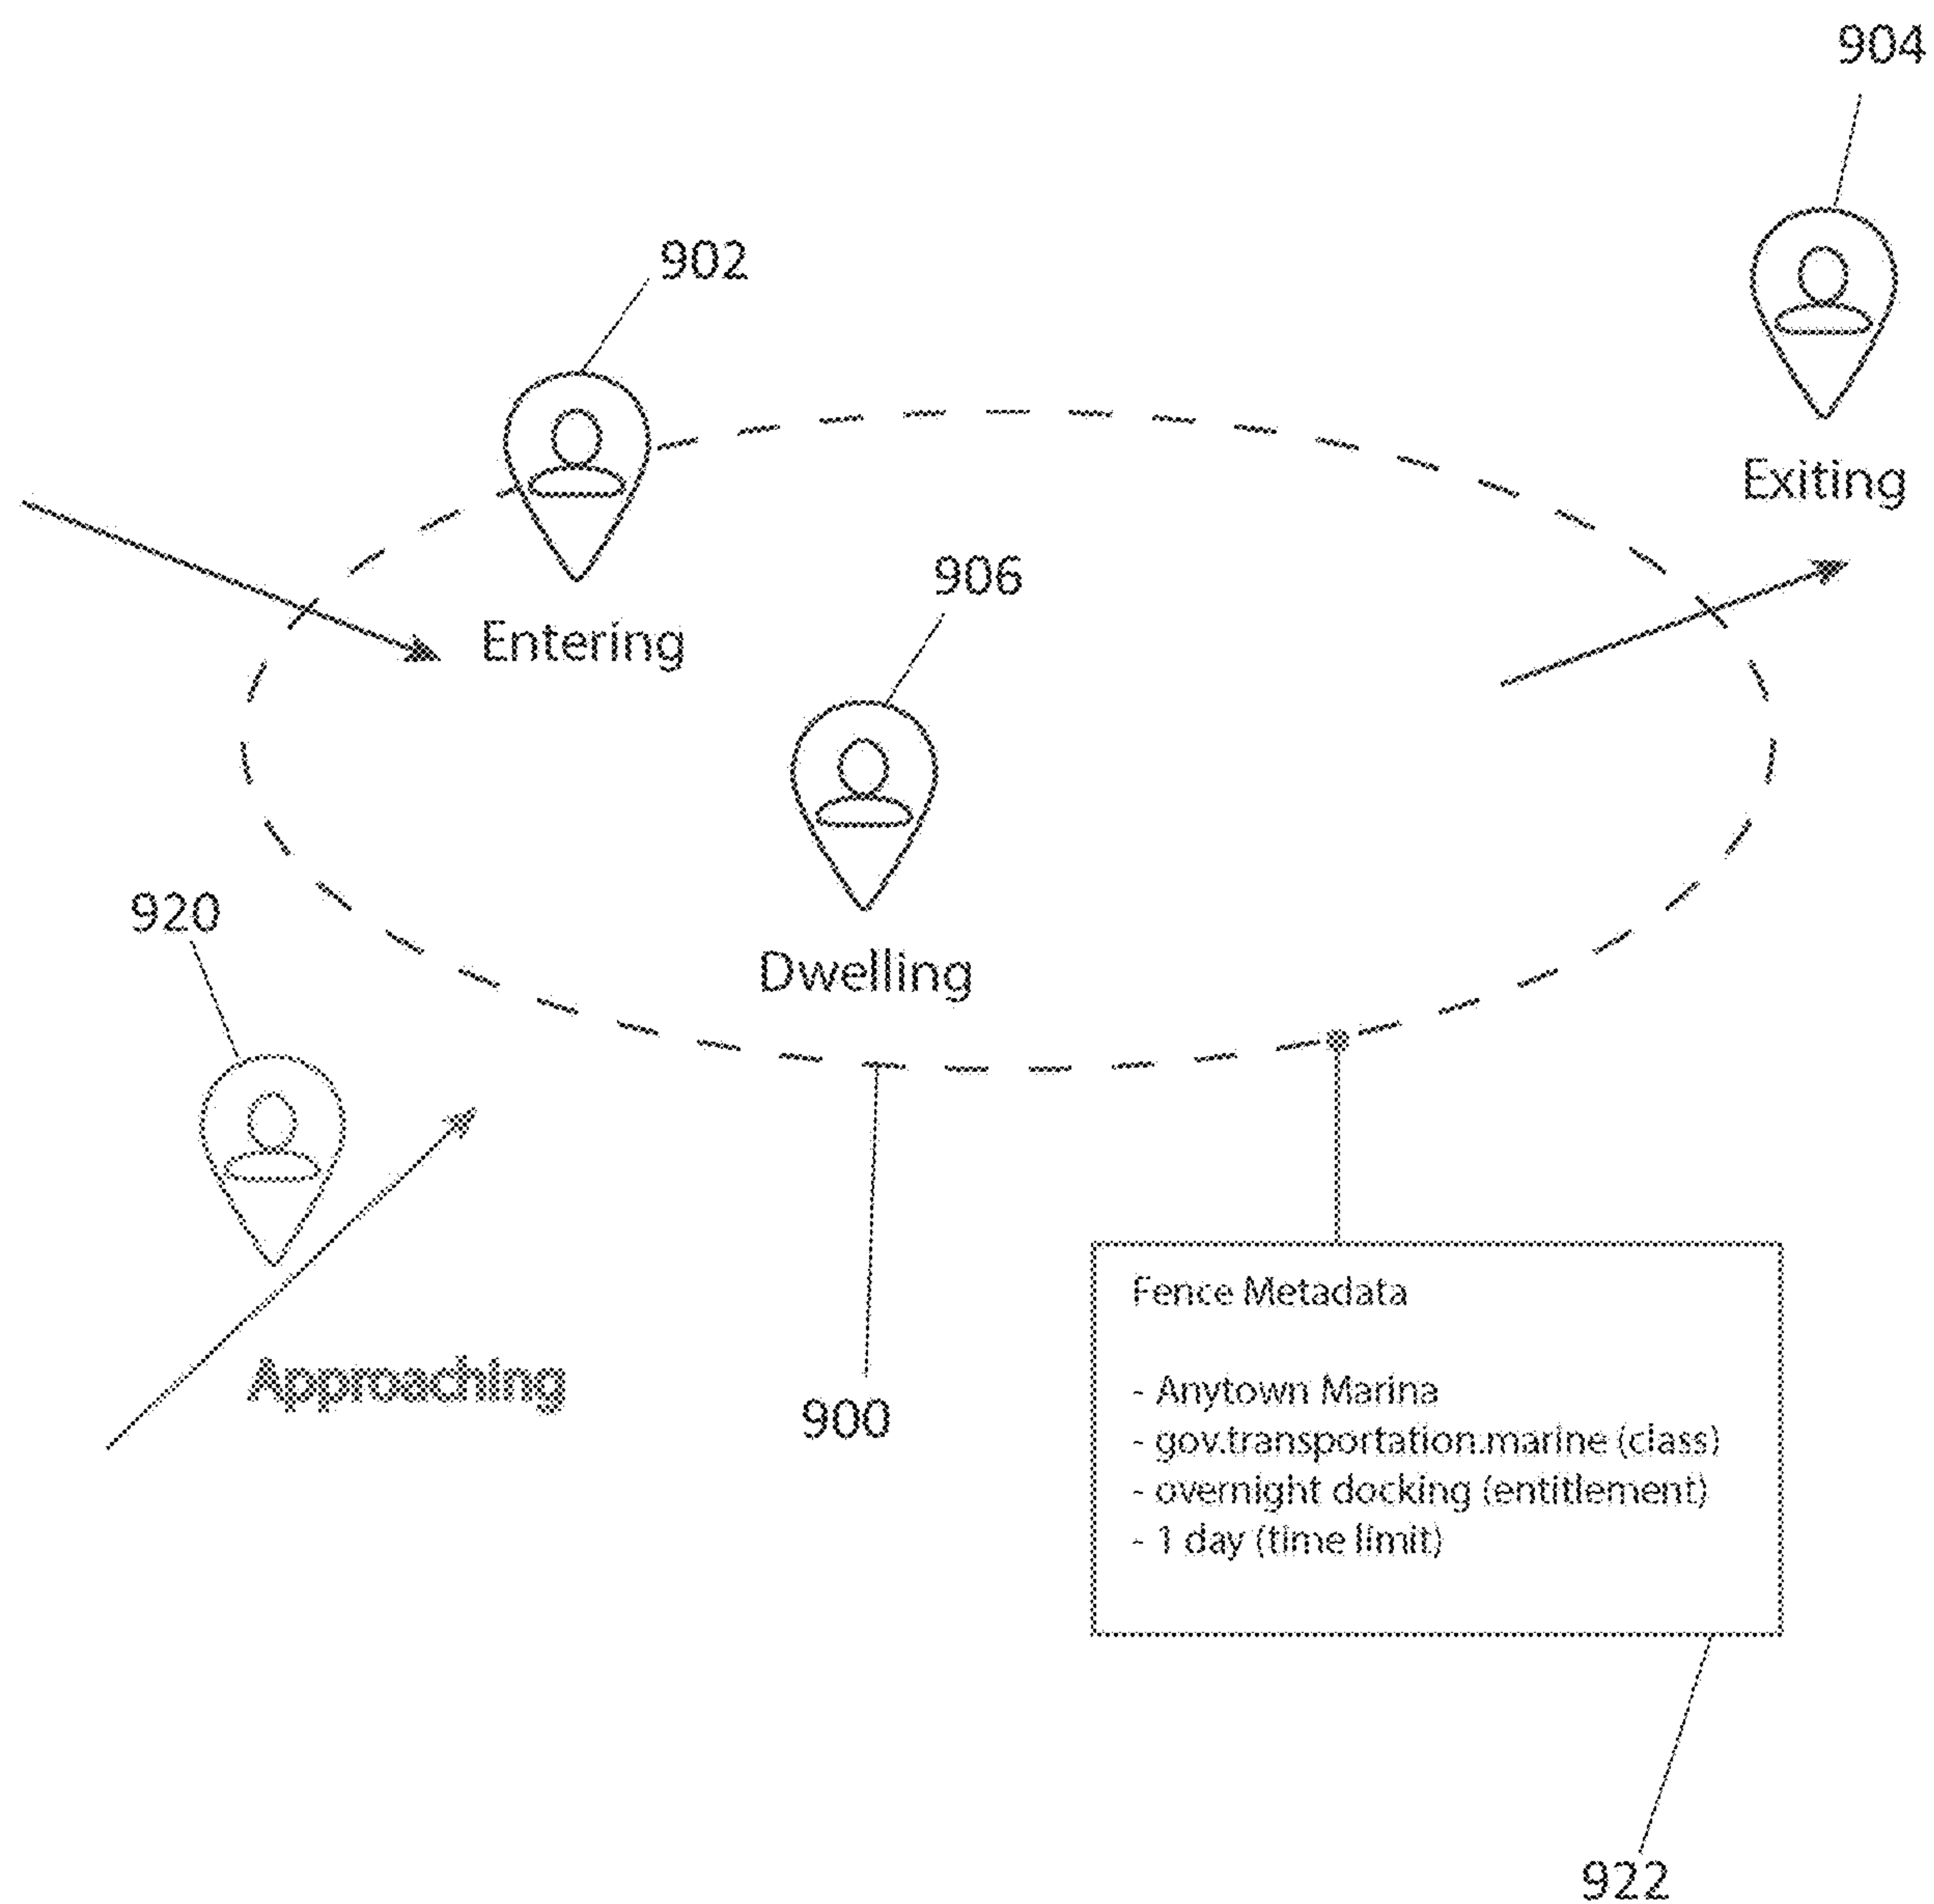 904
902
Exiting
906
Entering
920
Dwelling
Fence Metadata
Approaching
- Anytown Marina
900
- gov.transportation.marine (class)
- overnight docking (entitlement)
- 1 day (time limit)
922